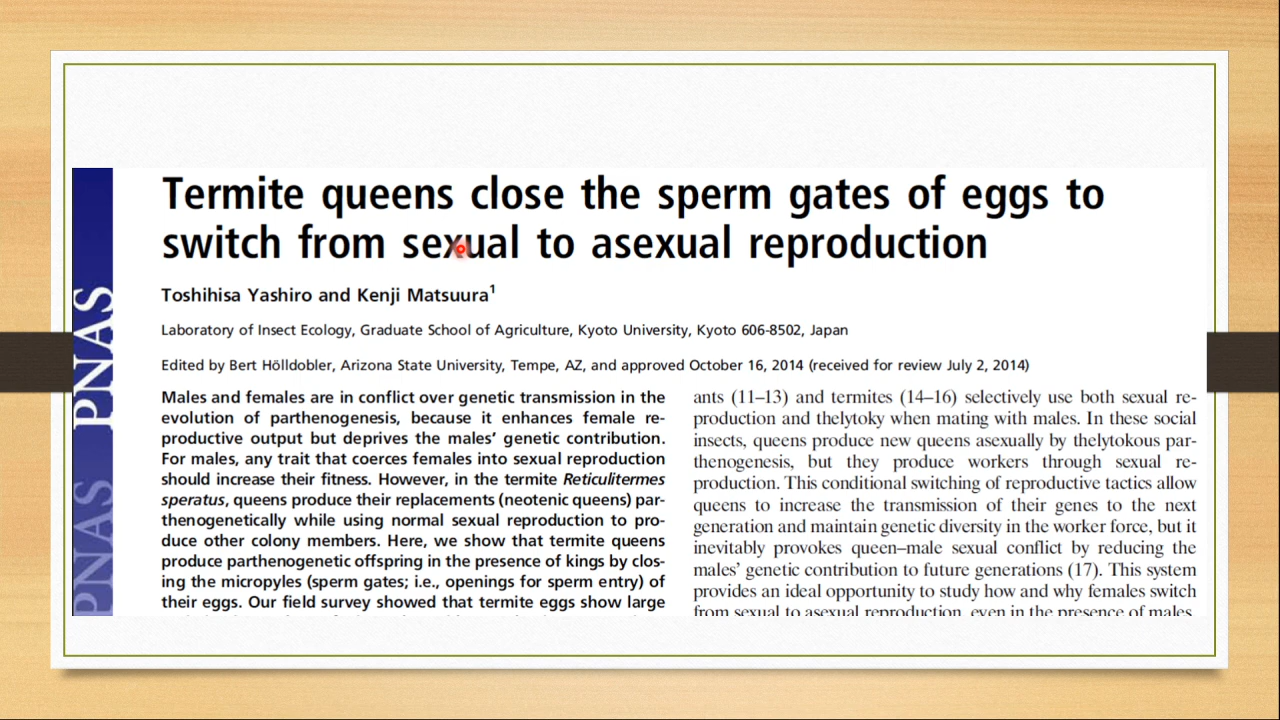 Termite queens close the sperm gates of eggs to
switch from sexual to asexual reproduction
Toshihisa Yashiro and Kenji Matsuura1
Laboratory of Insect Ecology, Graduate School of Agriculture, Kyoto University, Kyoto 606-8502, Japan
Edited by Bert Hölldobler, Arizona State University, Tempe, AZ, and approved October 16, 2014 (received for review July 2, 2014)
Males and females are in conflict over genetic transmission in the
evolution of parthenogenesis, because it enhances female re-
productive output but deprives the males’ genetic contribution.
For males, any trait that coerces females into sexual reproduction
should increase their fitness. However, in the termite Reticulitermes
speratus, queens produce their replacements (neotenic queens) par-
thenogenetically while using normal sexual reproduction to pro-
duce other colony members. Here, we show that termite queens
produce parthenogenetic offspring in the presence of kings by clos-
ing the micropyles (sperm gates; i.e., openings for sperm entry) of
their eggs. Our field survey showed that termite eggs show large
ants (11–13) and termites (14–16) selectively use both sexual re-
production and thelytoky when mating with males. In these social
insects, queens produce new queens asexually by thelytokous par-
thenogenesis, but they produce workers through sexual re-
production. This conditional switching of reproductive tactics allow
queens to increase the transmission of their genes to the next
generation and maintain genetic diversity in the worker force, but it
inevitably provokes queen–male sexual conflict by reducing the
males’ genetic contribution to future generations (17). This system
provides an ideal opportunity to study how and why females switch
from sexual to asexual reproduction, even in the presence of males.
PNAS
PNAS